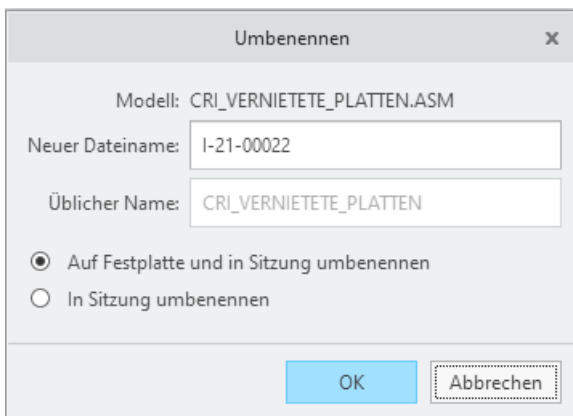 Umbenennen
Modell: CRI_VERNIETETE_PLATTEN.ASM
Neuer Dateiname: I-21-00022
Üblicher Name: CRI_VERNIETETE_PLATTEN
Auf Festplatte und in Sitzung umbenennen
In Sitzung umbenennen
OK Abbrechen